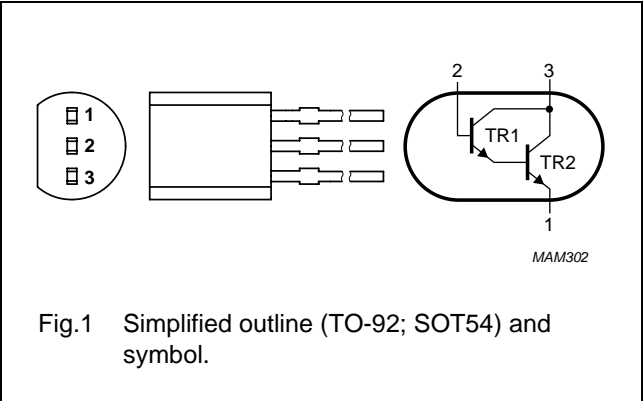 1
2
3
2
3
TR1
TR2
1
MAM302
Fig.1 Simplified outline (TO-92; SOT54) and
symbol.